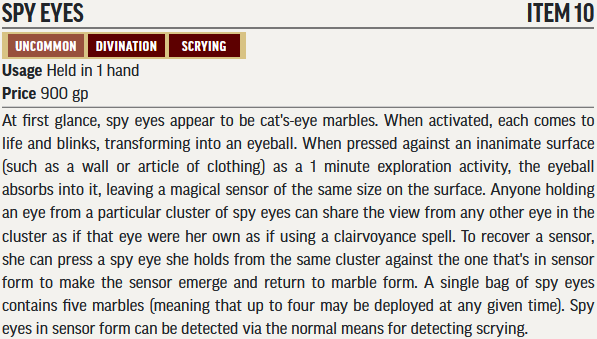 SPY EYES ITEM 10
UNCOMMON DIVINATION SCRYING
Usage Held in 1 hand
Price 900 gp
At first glance, spy eyes appear to be cat's-eye marbles. When activated, each comes to
life and blinks, transforming into an eyeball. When pressed against an inanimate surface
(such as a wall or article of clothing) as a 1 minute exploration activity, the eyeball
absorbs into it, leaving a magical sensor of the same size on the surface. Anyone holding
an eye from a particular cluster of spy eyes can share the view from any other eye in the
cluster as if that eye were her own as if using a clairvoyance spell. To recover a sensor,
she can press a spy eye she holds from the same cluster against the one that's in sensor
form to make the sensor emerge and return to marble form. A single bag of spy eyes
contains five marbles (meaning that up to four may be deployed at any given time). Spy
eyes in sensor form can be detected via the normal means for detecting scrying.